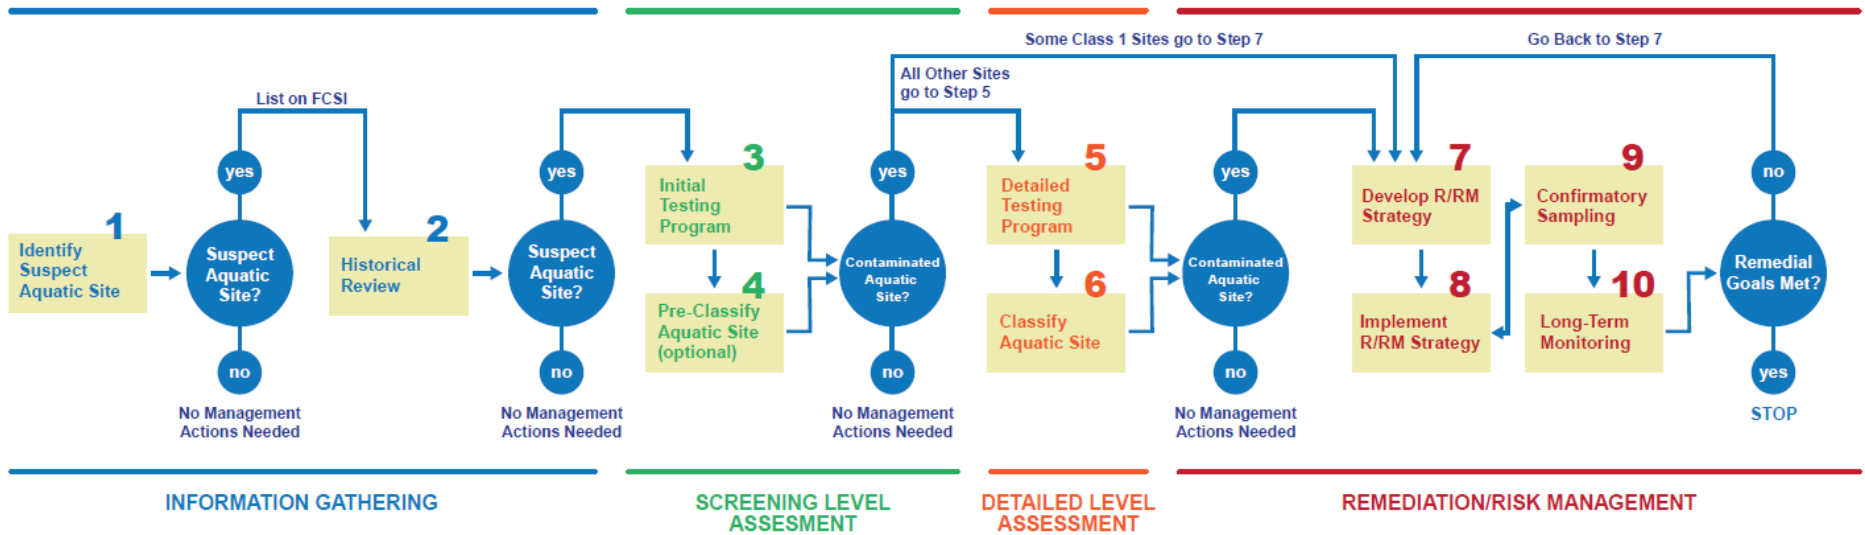 Some Class 1 Sites go to Step 7
Go Back to Step 7
All Other Sites
go to Step 5
List on FCSI
1
Identify
Suspect
Aquatic Site
yes
Suspect
Aquatic
Site?
no
No Management
Actions Needed
2
Historical
Review
yes
Suspect
Aquatic
Site?
no
No Management
Actions Needed
3
Initial
Testing
Program
4
Pre-Classify
Aquatic Site
(optional)
yes
Contaminated
Aquatic
Site?
no
No Management
Actions Needed
5
Detailed
Testing
Program
6
Classify
Aquatic Site
yes
Contaminated
Aquatic
Site?
no
No Management
Actions Needed
7
Develop R/RM
Strategy
8
Implement
R/RM Strategy
9
Confirmatory
Sampling
10
Long-Term
Monitoring
no
Remedial
Goals Met?
yes
STOP
INFORMATION GATHERING
SCREENING LEVEL
ASSESMENT
DETAILED LEVEL
ASSESSMENT
REMEDIATION/RISK MANAGEMENT